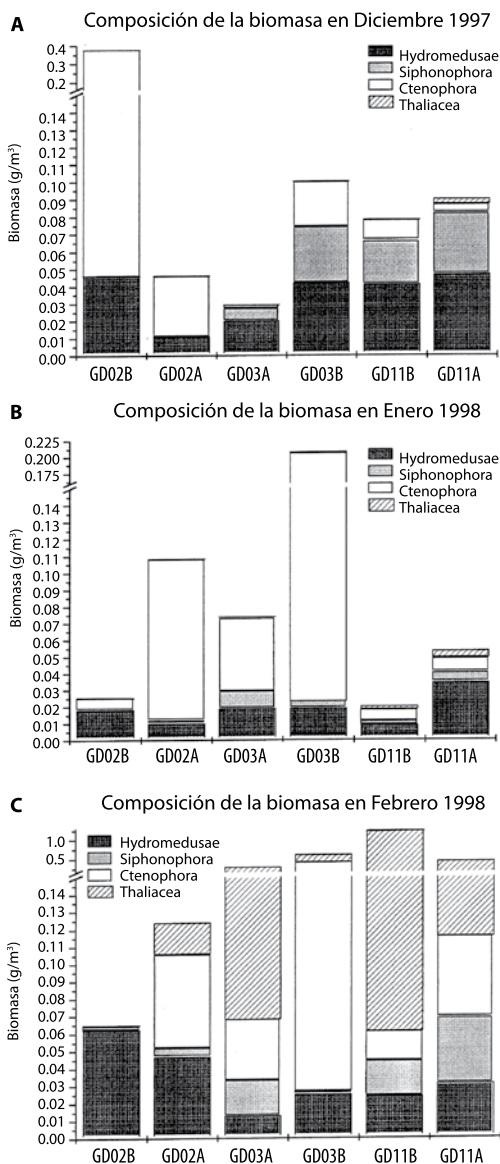 A
Composición de la biomasa en Diciembre 1997
Hydromedusae
Siphonophora
Ctenophora
Thaliacea
Biomasa (g/m³)
0.4
0.3
0.2
0.14
0.13
0.12
0.11
0.10
0.09
0.08
0.07
0.06
0.05
0.04
0.03
0.02
0.01
0.00
GD02B GD02A GD03A GD03B GD11B GD11A
B
Composición de la biomasa en Enero 1998
Hydromedusae
Siphonophora
Ctenophora
Thaliacea
Biomasa (g/m³)
0.225
0.200
0.175
0.14
0.13
0.12
0.11
0.10
0.09
0.08
0.07
0.06
0.05
0.04
0.03
0.02
0.01
0.00
GD02B GD02A GD03A GD03B GD11B GD11A
C
Composición de la biomasa en Febrero 1998
Hydromedusae
Siphonophora
Ctenophora
Thaliacea
Biomasa (g/m³)
1.0
0.5
0.14
0.13
0.12
0.11
0.10
0.09
0.08
0.07
0.06
0.05
0.04
0.03
0.02
0.01
0.00
GD02B GD02A GD03A GD03B GD11B GD11A